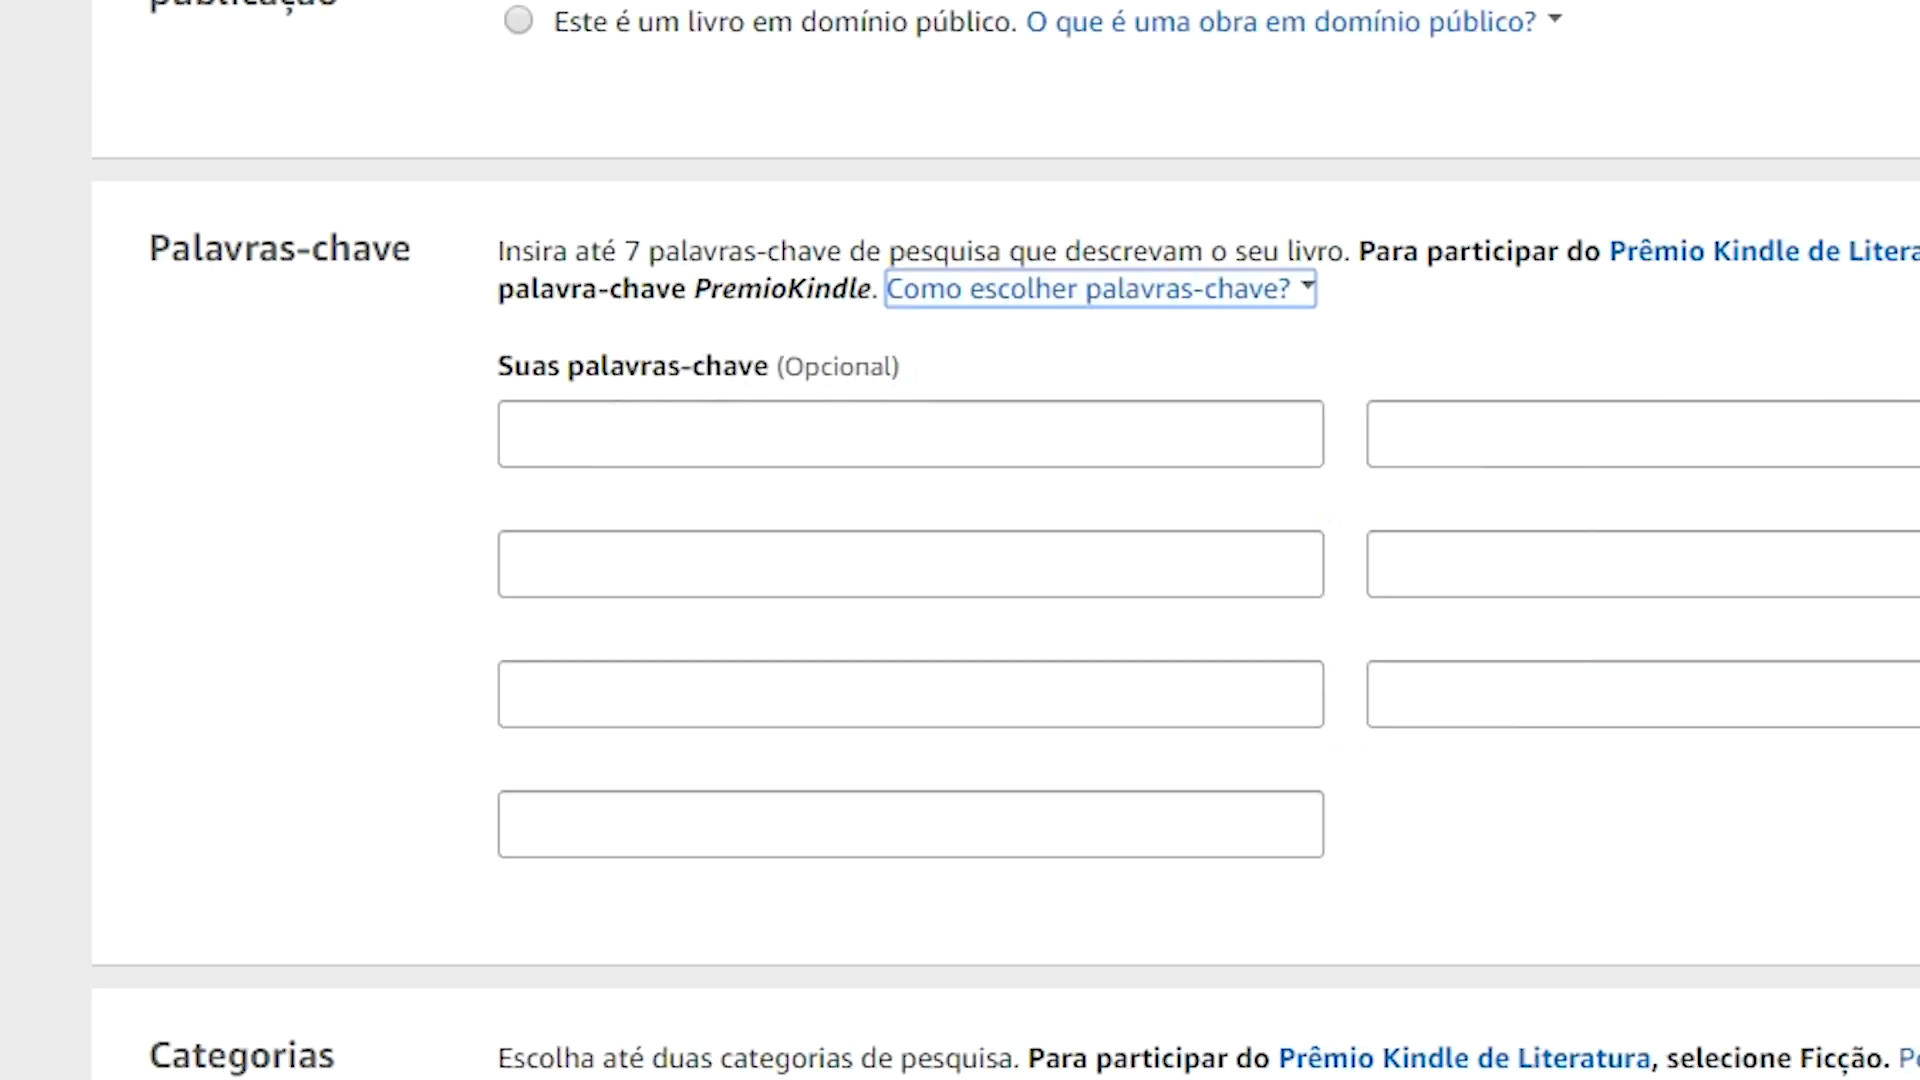 publicação
Este é um livro em domínio público. O que é uma obra em domínio público?
Palavras-chave
Insira até 7 palavras-chave de pesquisa que descrevam o seu livro. Para participar do Prêmio Kindle de
palavra-chave PremioKindle. Como escolher palavras-chave?
Suas palavras-chave (Opcional)
Categorias
Escolha até duas categorias de pesquisa. Para participar do Prêmio Kindle de Literatura, selecione Ficção.